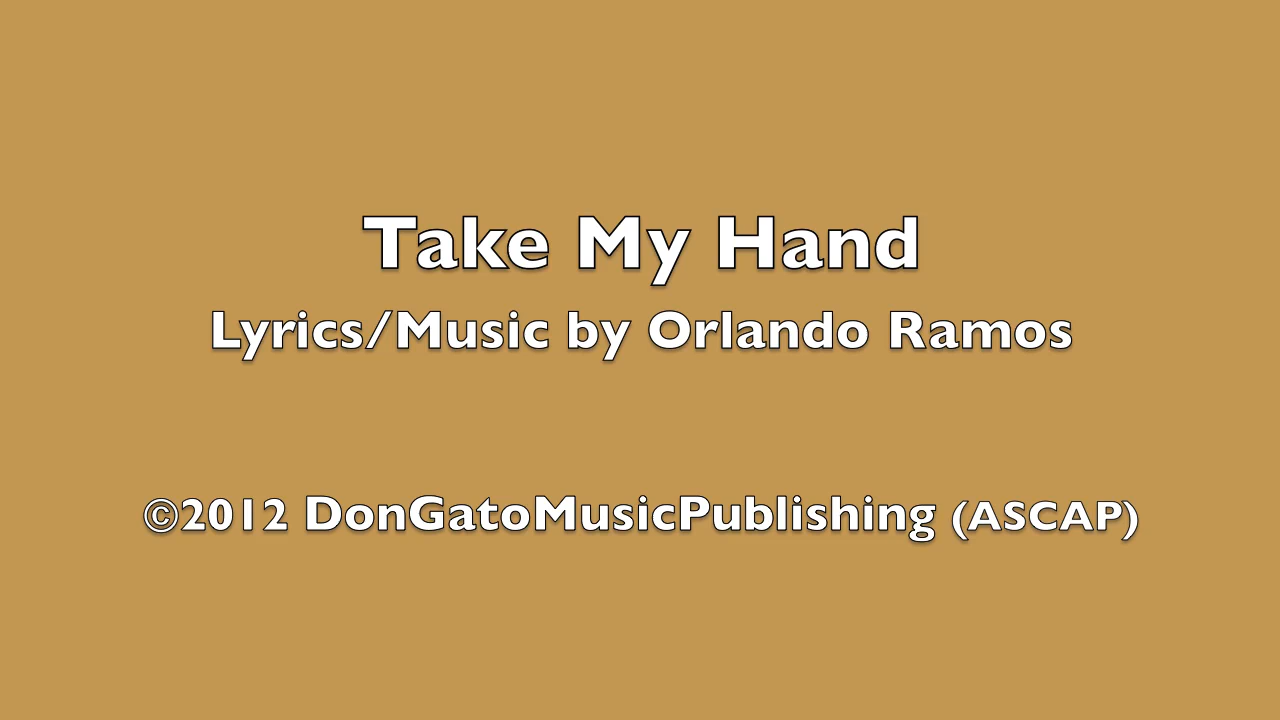 Take My Hand
Lyrics/Music by Orlando Ramos
©2012 DonGatoMusicPublishing (ASCAP)